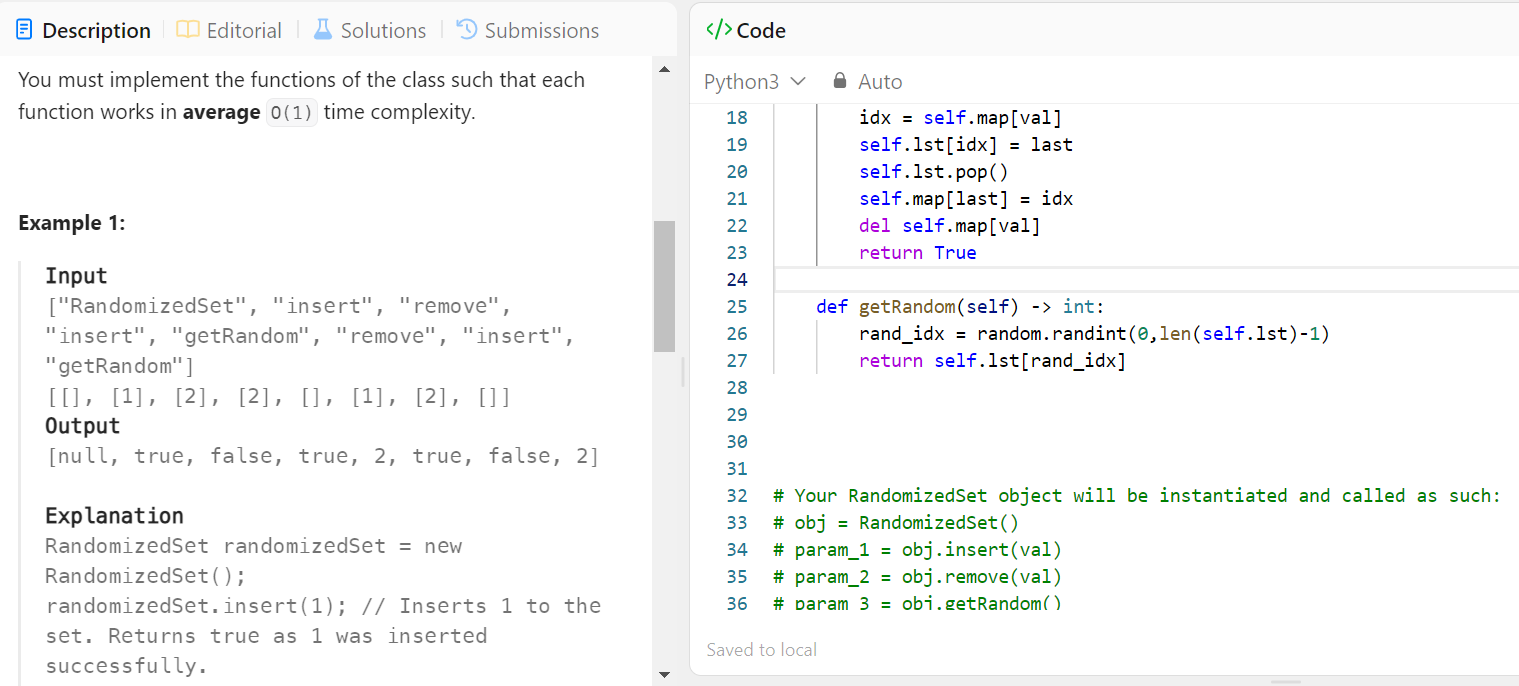 Description Editorial Solutions Submissions
You must implement the functions of the class such that each
function works in average O(1) time complexity.
Example 1:
Input
["RandomizedSet", "insert", "remove",
"insert", "getRandom", "remove", "insert",
"getRandom"]
[[], [1], [2], [2], [], [1], [2], []]
Output
[null, true, false, true, 2, true, false, 2]
Explanation
RandomizedSet randomizedSet = new
RandomizedSet();
randomizedSet.insert(1); // Inserts 1 to the
set. Returns true as 1 was inserted
successfully.
</> Code
Python3 Auto
18 idx = self.map[val]
19 self.lst[idx] = last
20 self.lst.pop()
21 self.map[last] = idx
22 del self.map[val]
23 return True
24
25 def getRandom(self) -> int:
26 rand_idx = random.randint(0,len(self.lst)-1)
27 return self.lst[rand_idx]
28
29
30
31
32 # Your RandomizedSet object will be instantiated and called as such:
33 # obj = RandomizedSet()
34 # param_1 = obj.insert(val)
35 # param_2 = obj.remove(val)
36 # param_3 = obj.getRandom()
Saved to local